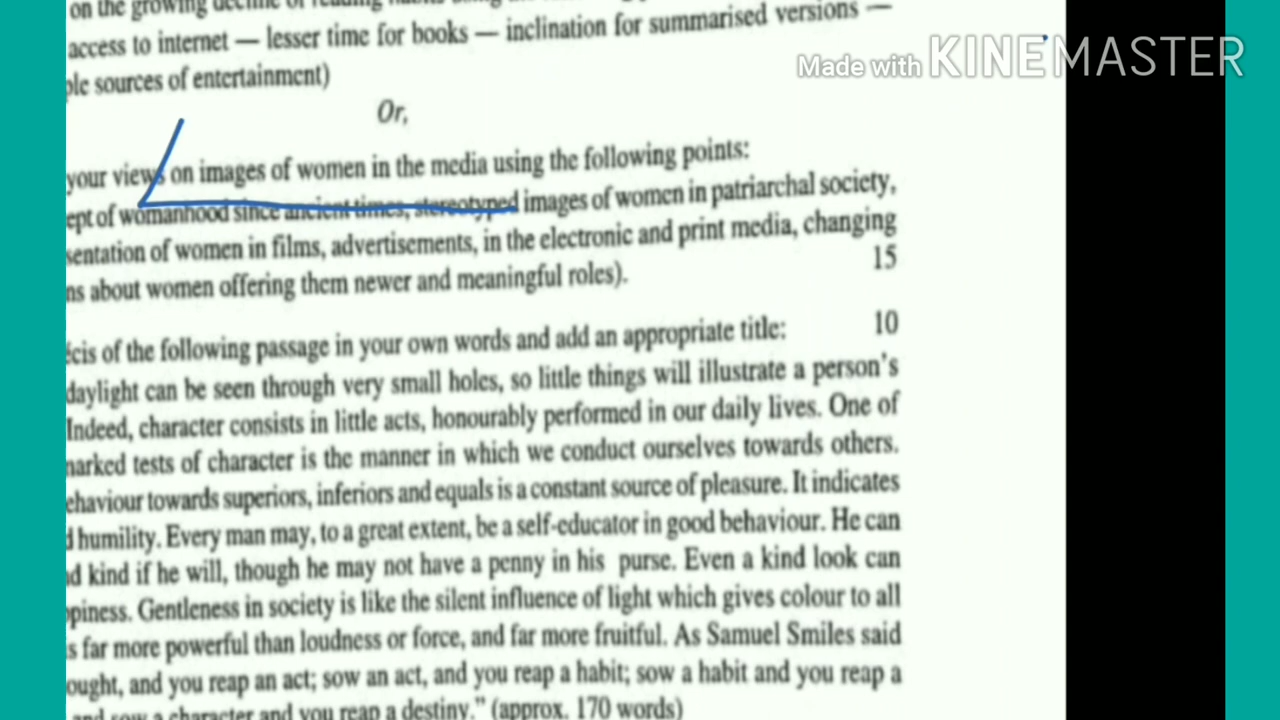 on the growing decline of reading habits using the
access to internet — lesser time for books — inclination for summarised versions —
ple sources of entertainment)
Made with KINEMASTER
Or,
your views on images of women in the media using the following points:
ept of womanhood since ancient times, stereotyped images of women in patriarchal society,
sentation of women in films, advertisements, in the electronic and print media, changing
ns about women offering them newer and meaningful roles).
15
écis of the following passage in your own words and add an appropriate title:
10
daylight can be seen through very small holes, so little things will illustrate a person's
Indeed, character consists in little acts, honourably performed in our daily lives. One of
narked tests of character is the manner in which we conduct ourselves towards others.
ehaviour towards superiors, inferiors and equals is a constant source of pleasure. It indicates
d humility. Every man may, to a great extent, be a self-educator in good behaviour. He can
nd kind if he will, though he may not have a penny in his purse. Even a kind look can
ppiness. Gentleness in society is like the silent influence of light which gives colour to all
s far more powerful than loudness or force, and far more fruitful. As Samuel Smiles said
ought, and you reap an act; sow an act, and you reap a habit; sow a habit and you reap a
and sow a character and you reap a destiny." (approx. 170 words)